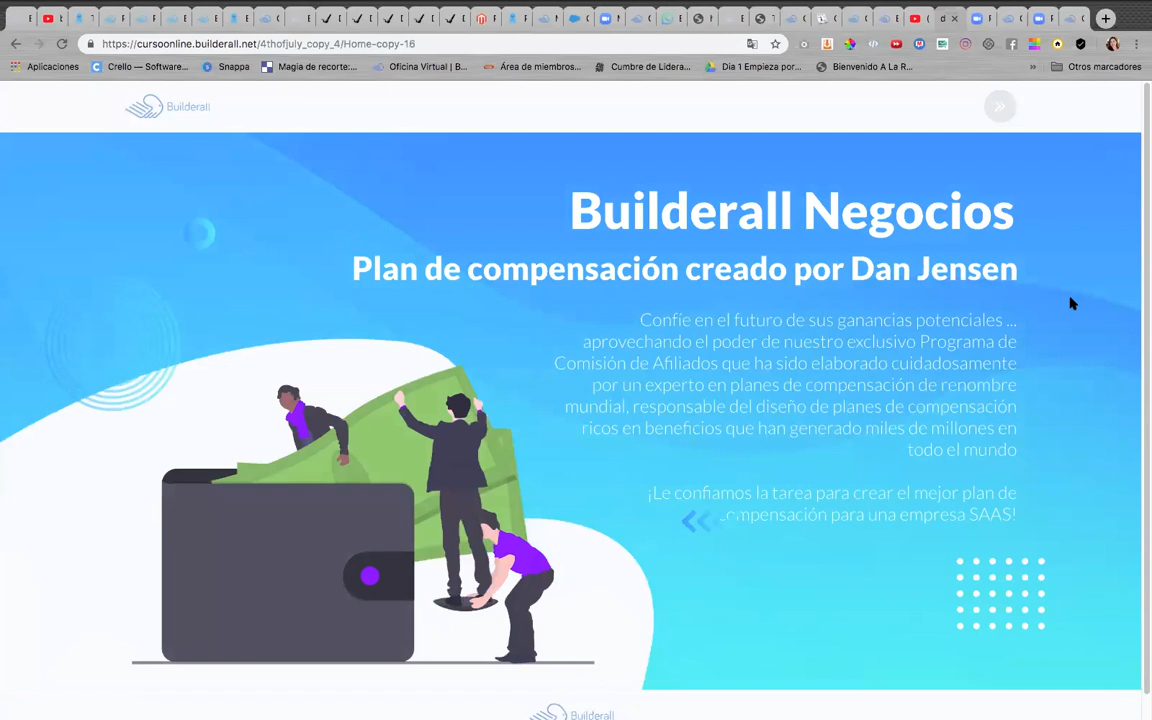 https://cursoonline.builderall.net/4thofjuly_copy_4/Home-copy-16
Aplicaciones
Crello — Software...
Snappa
Magia de recorte:...
Oficina Virtual | B...
Área de miembros...
Cumbre de Lidera...
Dia 1 Empieza por...
Bienvenido A La R...
»
Otros marcadores
Builderall
Builderall Negocios
Plan de compensación creado por Dan Jensen
Confíe en el futuro de sus ganancias potenciales ...
aprovechando el poder de nuestro exclusivo Programa de
Comisión de Afiliados que ha sido elaborado cuidadosamente
por un experto en planes de compensación de renombre
mundial, responsable del diseño de planes de compensación
ricos en beneficios que han generado miles de millones en
todo el mundo
¡Le confiamos la tarea para crear el mejor plan de
ompensación para una empresa SAAS!
Builderall